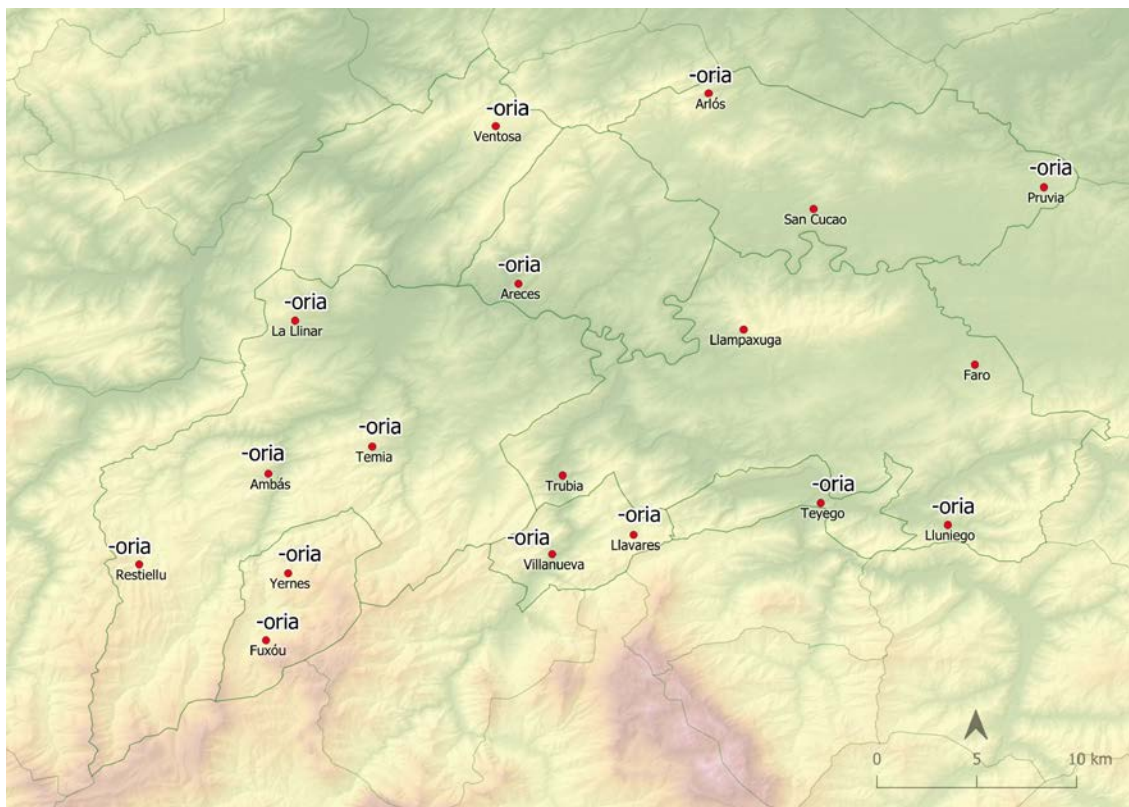 -oria
Arlós
-oria
Ventosa
-oria
Pruvia
San Cucao
-oria
Areces
-oria
La Llinar
Llampaxuga
Faro
-oria
Temia
-oria
Ambás
Trubia
-oria
Teyego
-oria
Lluniego
-oria
Llavares
-oria
Villanueva
-oria
Restiellu
-oria
Yernes
-oria
Fuxóu
0 5 10 km